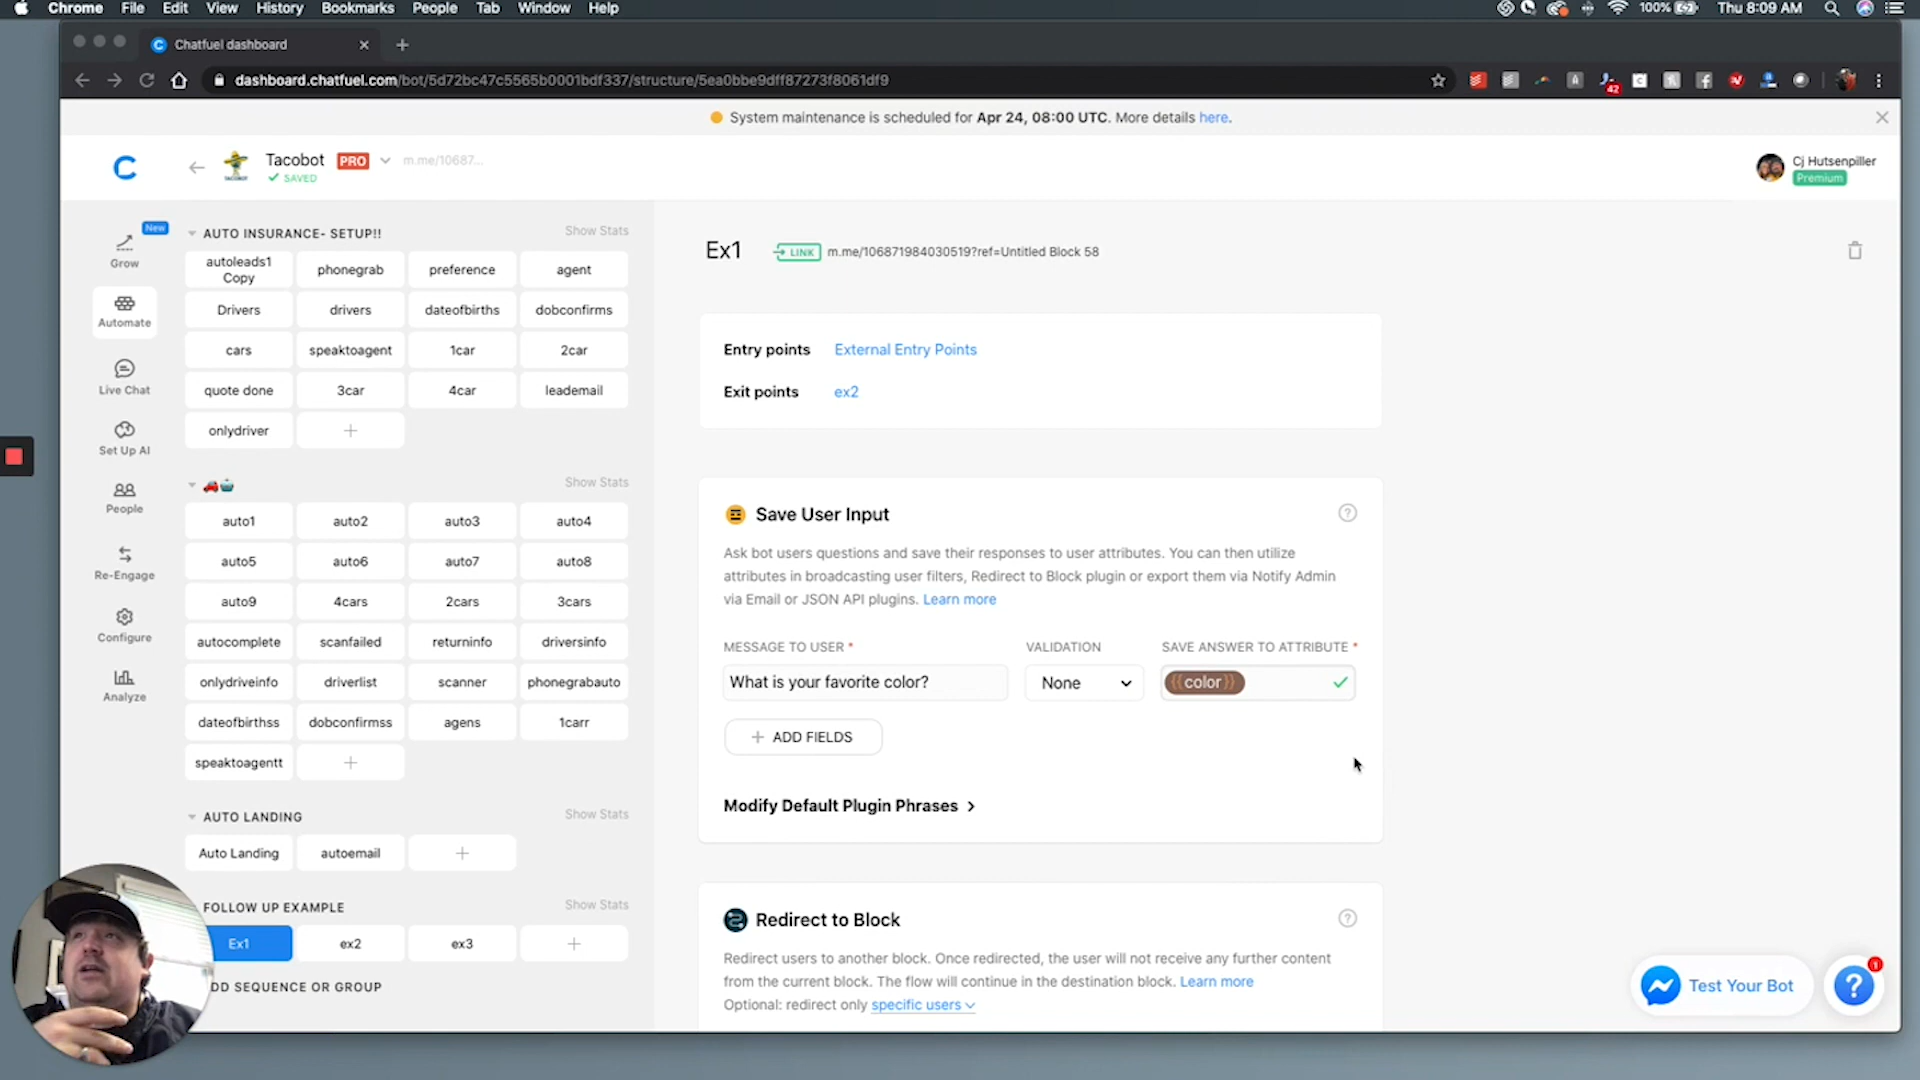 Chrome File Edit View History Bookmarks People Tab Window Help
100% Thu 8:09 AM
Chatfuel dashboard
dashboard.chatfuel.com/bot/5d72bc47c5565b0001bdf337/structure/5ea0bbe9dff87273f8061df9
42
System maintenance is scheduled for Apr 24, 08:00 UTC. More details here.
Tacobot PRO m.me/10687...
SAVED
TACOBOT
Cj Hutsenpiller
Premium
New
Grow
Automate
Live Chat
Set Up AI
People
Re-Engage
Configure
Analyze
AUTO INSURANCE- SETUP!! Show Stats
autoleads1 Copy phonegrab preference agent
Drivers drivers dateofbirths dobconfirms
cars speaktoagent 1car 2car
quote done 3car 4car leademail
onlydriver +
Show Stats
auto1 auto2 auto3 auto4
auto5 auto6 auto7 auto8
auto9 4cars 2cars 3cars
autocomplete scanfailed returninfo driversinfo
onlydriveinfo driverlist scanner phonegrabauto
dateofbirthss dobconfirmss agens 1carr
speaktoagentt +
AUTO LANDING Show Stats
Auto Landing autoemail +
FOLLOW UP EXAMPLE Show Stats
Ex1 ex2 ex3 +
DD SEQUENCE OR GROUP
Ex1 LINK m.me/106871984030519?ref=Untitled Block 58
Entry points External Entry Points
Exit points ex2
Save User Input ?
Ask bot users questions and save their responses to user attributes. You can then utilize
attributes in broadcasting user filters, Redirect to Block plugin or export them via Notify Admin
via Email or JSON API plugins. Learn more
MESSAGE TO USER * VALIDATION SAVE ANSWER TO ATTRIBUTE *
What is your favorite color? None {{color}}
+ ADD FIELDS
Modify Default Plugin Phrases >
Redirect to Block ?
Redirect users to another block. Once redirected, the user will not receive any further content
from the current block. The flow will continue in the destination block. Learn more
Optional: redirect only specific users
Test Your Bot ? 1